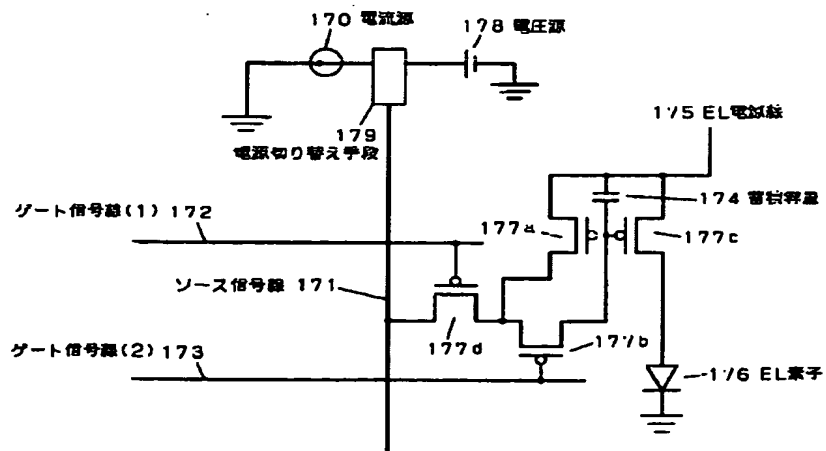 170 電流源
178 電圧源
179
電源切り替え手段
175 EL電源線
ゲート信号線(1) 172
177a
174 蓄積容量
177c
ソース信号線 171
177d
177b
ゲート信号線(2) 173
176 EL素子